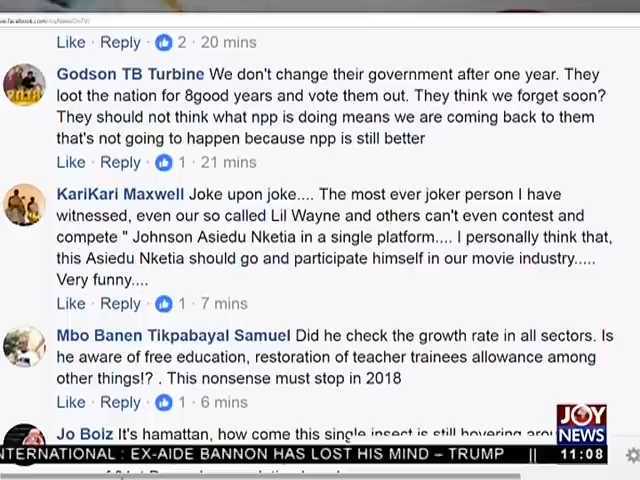 Like · Reply · 2 · 20 mins
Godson TB Turbine We don't change their government after one year. They
loot the nation for 8good years and vote them out. They think we forget soon?
They should not think what npp is doing means we are coming back to them
that's not going to happen because npp is still better
Like · Reply · 1 · 21 mins
KariKari Maxwell Joke upon joke.... The most ever joker person I have
witnessed, even our so called Lil Wayne and others can't even contest and
compete " Johnson Asiedu Nketia in a single platform.... I personally think that,
this Asiedu Nketia should go and participate himself in our movie industry.....
Very funny....
Like · Reply · 1 · 7 mins
Mbo Banen Tikpabayal Samuel Did he check the growth rate in all sectors. Is
he aware of free education, restoration of teacher trainees allowance among
other things!? . This nonsense must stop in 2018
Like · Reply · 1 · 6 mins
Jo Boiz It's hamattan, how come this single insect is still hovering arou
JOY
NEWS
NTERNATIONAL : EX-AIDE BANNON HAS LOST HIS MIND – TRUMP || 11:08